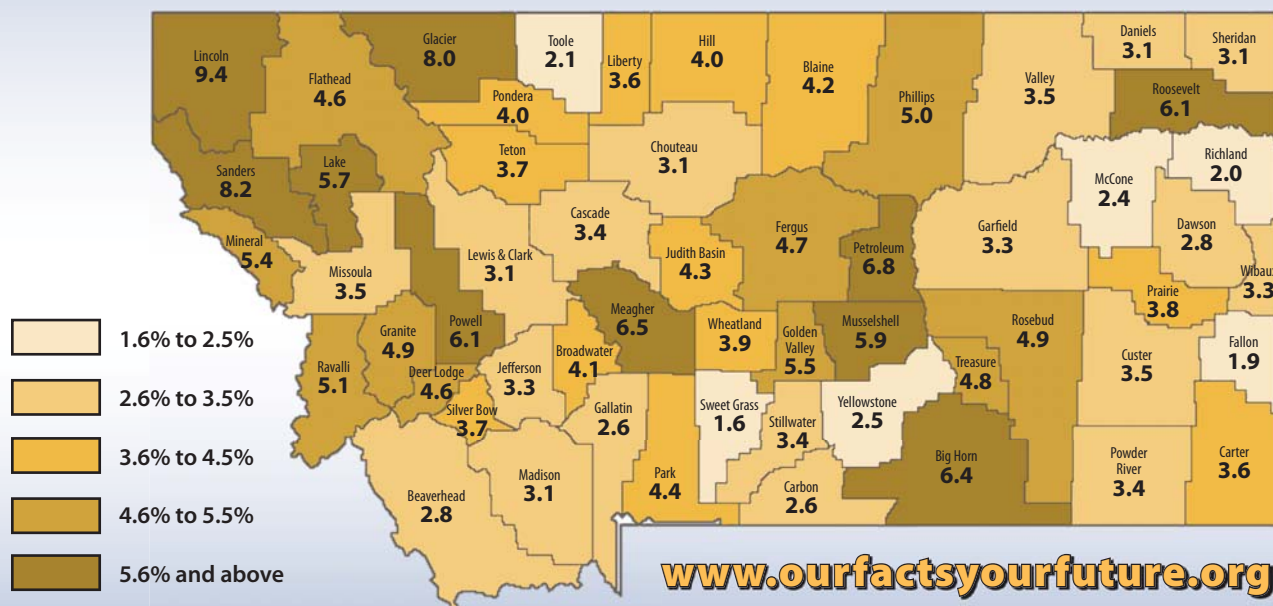 Lincoln
9.4
Flathead
4.6
Glacier
8.0
Toole
2.1
Liberty
3.6
Hill
4.0
Blaine
4.2
Phillips
5.0
Valley
3.5
Daniels
3.1
Sheridan
3.1
Roosevelt
6.1
Pondera
4.0
Teton
3.7
Chouteau
3.1
Richland
2.0
McCone
2.4
Sanders
8.2
Lake
5.7
Cascade
3.4
Fergus
4.7
Petroleum
6.8
Garfield
3.3
Dawson
2.8
Mineral
5.4
Missoula
3.5
Lewis & Clark
3.1
Judith Basin
4.3
Wibaux
3.3
Prairie
3.8
Powell
6.1
Meagher
6.5
Wheatland
3.9
Golden
Valley
5.5
Musselshell
5.9
Rosebud
4.9
Treasure
4.8
Custer
3.5
Fallon
1.9
Ravalli
5.1
Granite
4.9
Deer Lodge
4.6
Silver Bow
3.7
Jefferson
3.3
Broadwater
4.1
Gallatin
2.6
Sweet Grass
1.6
Stillwater
3.4
Yellowstone
2.5
Beaverhead
2.8
Madison
3.1
Park
4.4
Carbon
2.6
Big Horn
6.4
Powder
River
3.4
Carter
3.6
1.6% to 2.5%
2.6% to 3.5%
3.6% to 4.5%
4.6% to 5.5%
5.6% and above
www.ourfactsyourfuture.org